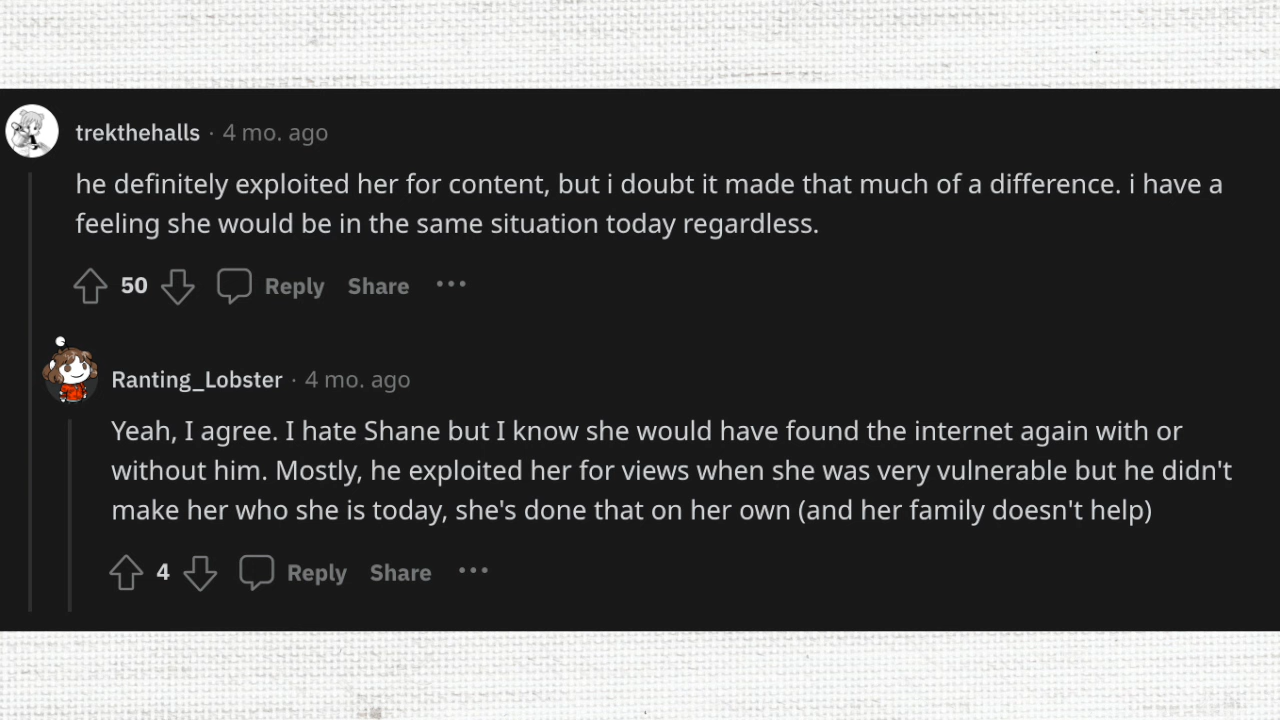 trekthehalls · 4 mo. ago
he definitely exploited her for content, but i doubt it made that much of a difference. i have a
feeling she would be in the same situation today regardless.
50 Reply Share ...
Ranting_Lobster · 4 mo. ago
Yeah, I agree. I hate Shane but I know she would have found the internet again with or
without him. Mostly, he exploited her for views when she was very vulnerable but he didn't
make her who she is today, she's done that on her own (and her family doesn't help)
4 Reply Share ...